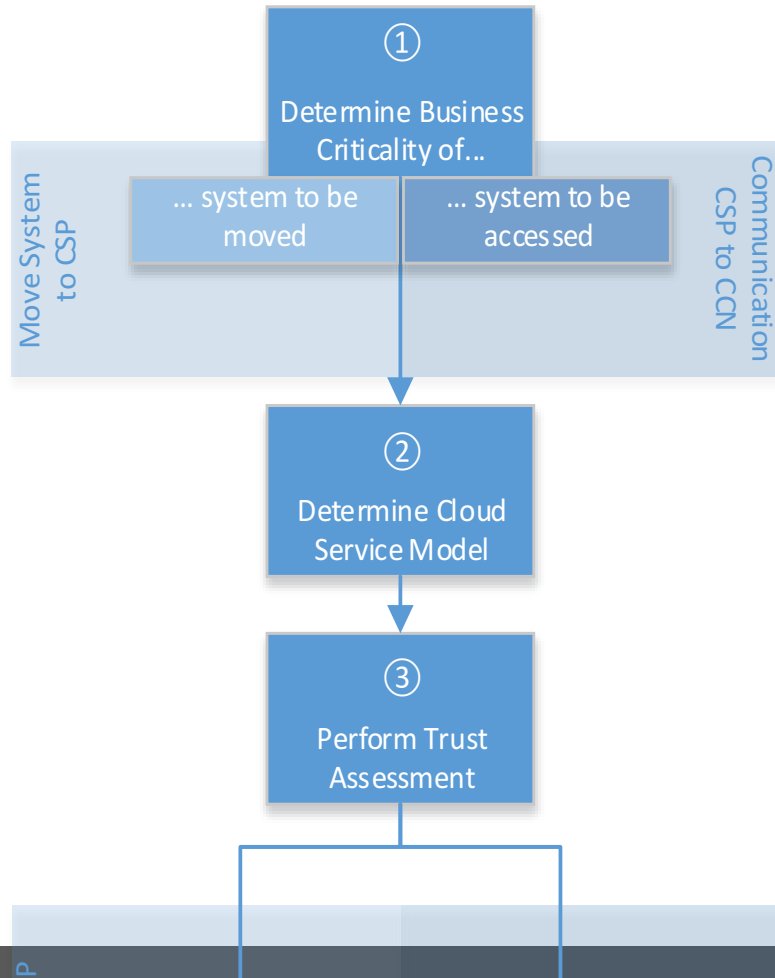 ①
Determine Business
Criticality of...
... system to be
moved
... system to be
accessed
Move System
to CSP
Communication
CSP to CCN
②
Determine Cloud
Service Model
③
Perform Trust
Assessment
P